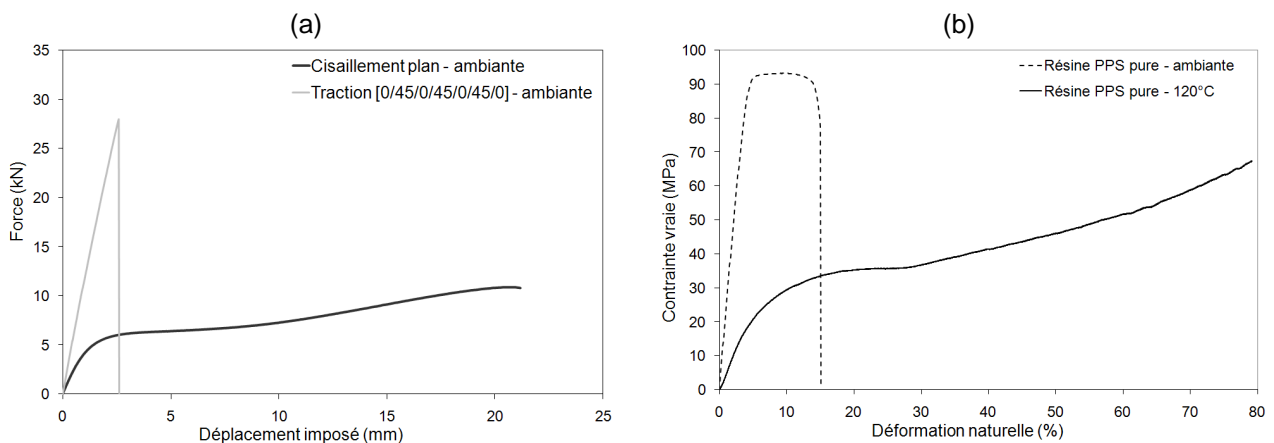 (a)
35
30
25
20
15
10
5
0
Force (kN)
Cisaillement plan - ambiante
Traction [0/45/0/45/0/45/0] - ambiante
0 5 10 15 20 25
Déplacement imposé (mm)
(b)
100
90
80
70
60
50
40
30
20
10
0
Contrainte vraie (MPa)
Résine PPS pure - ambiante
Résine PPS pure - 120°C
0 10 20 30 40 50 60 70 80
Déformation naturelle (%)